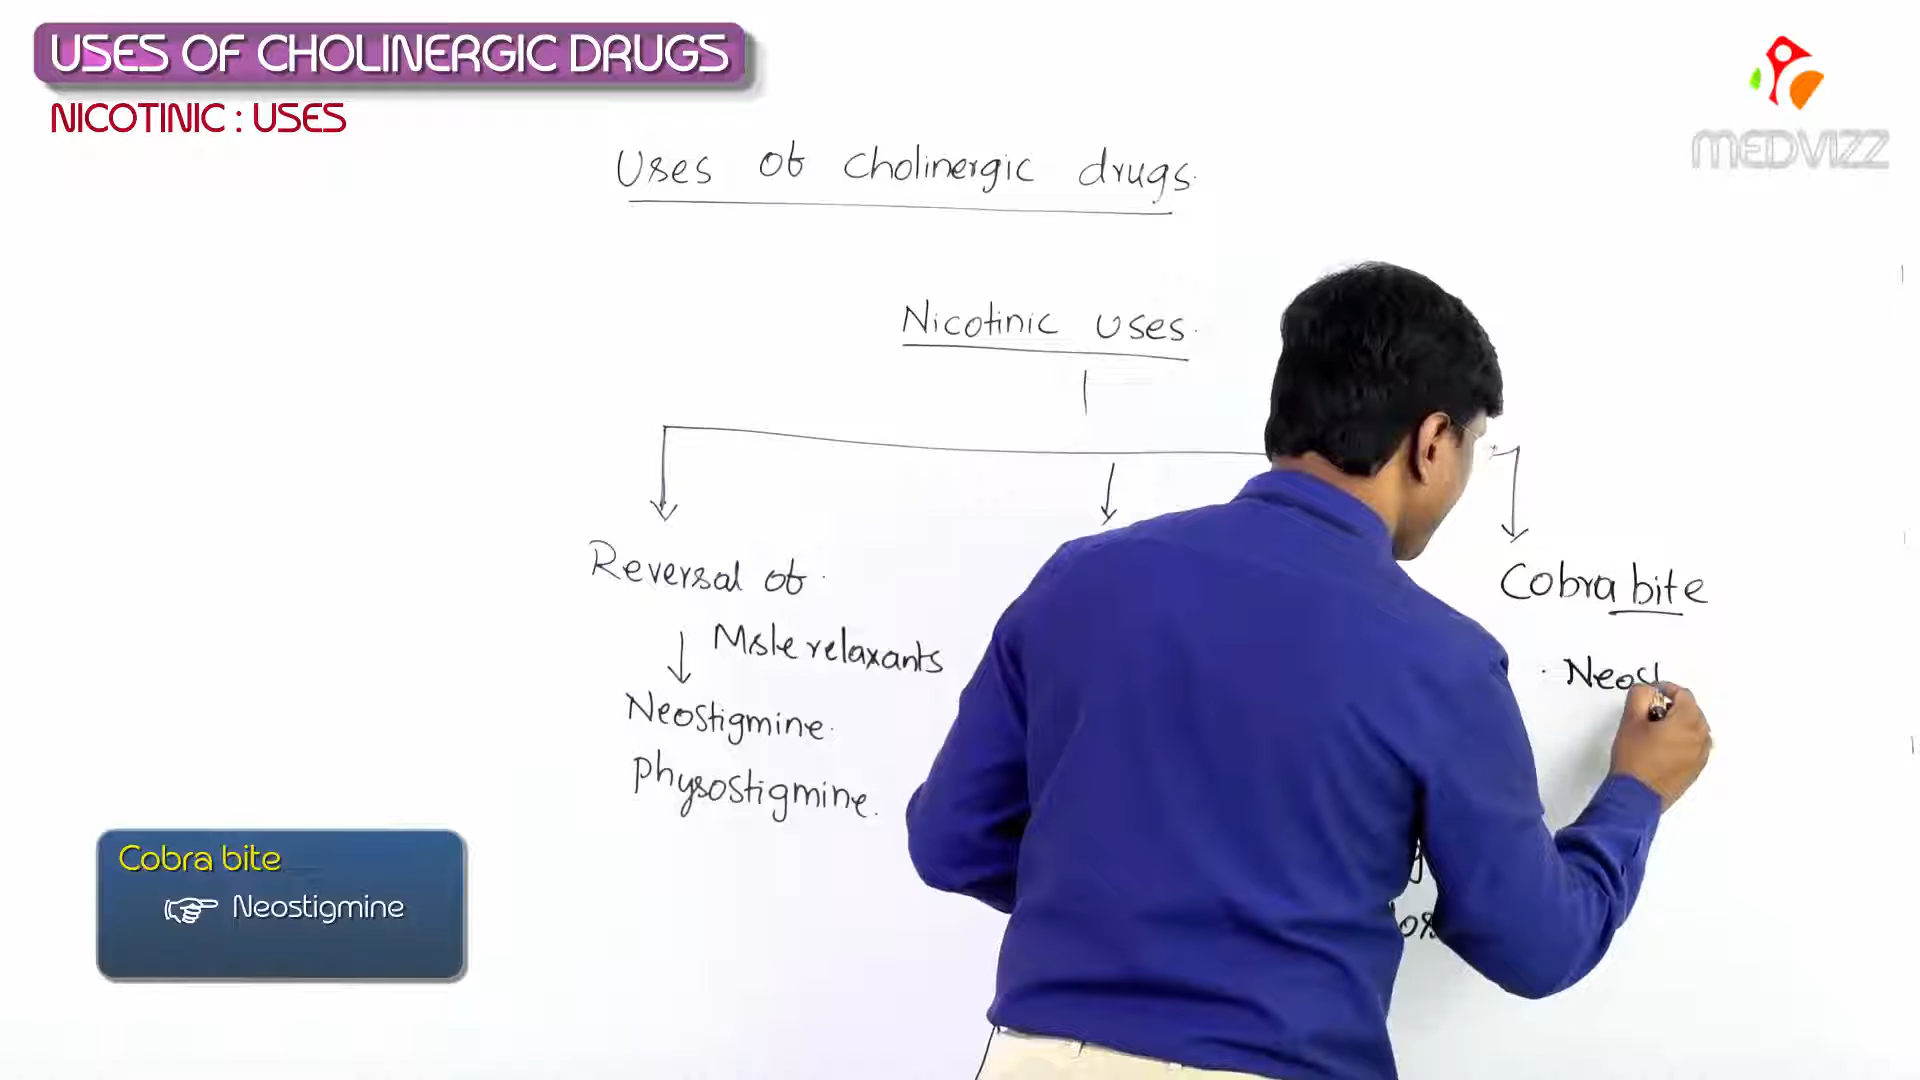 USES OF CHOLINERGIC DRUGS
NICOTINIC : USES
MEDVIZZ
Uses of Cholinergic drugs.
Nicotinic uses.
Reversal of
Msle relaxants
Neostigmine.
Physostigmine.
Cobra bite
Neost
Cobra bite
Neostigmine